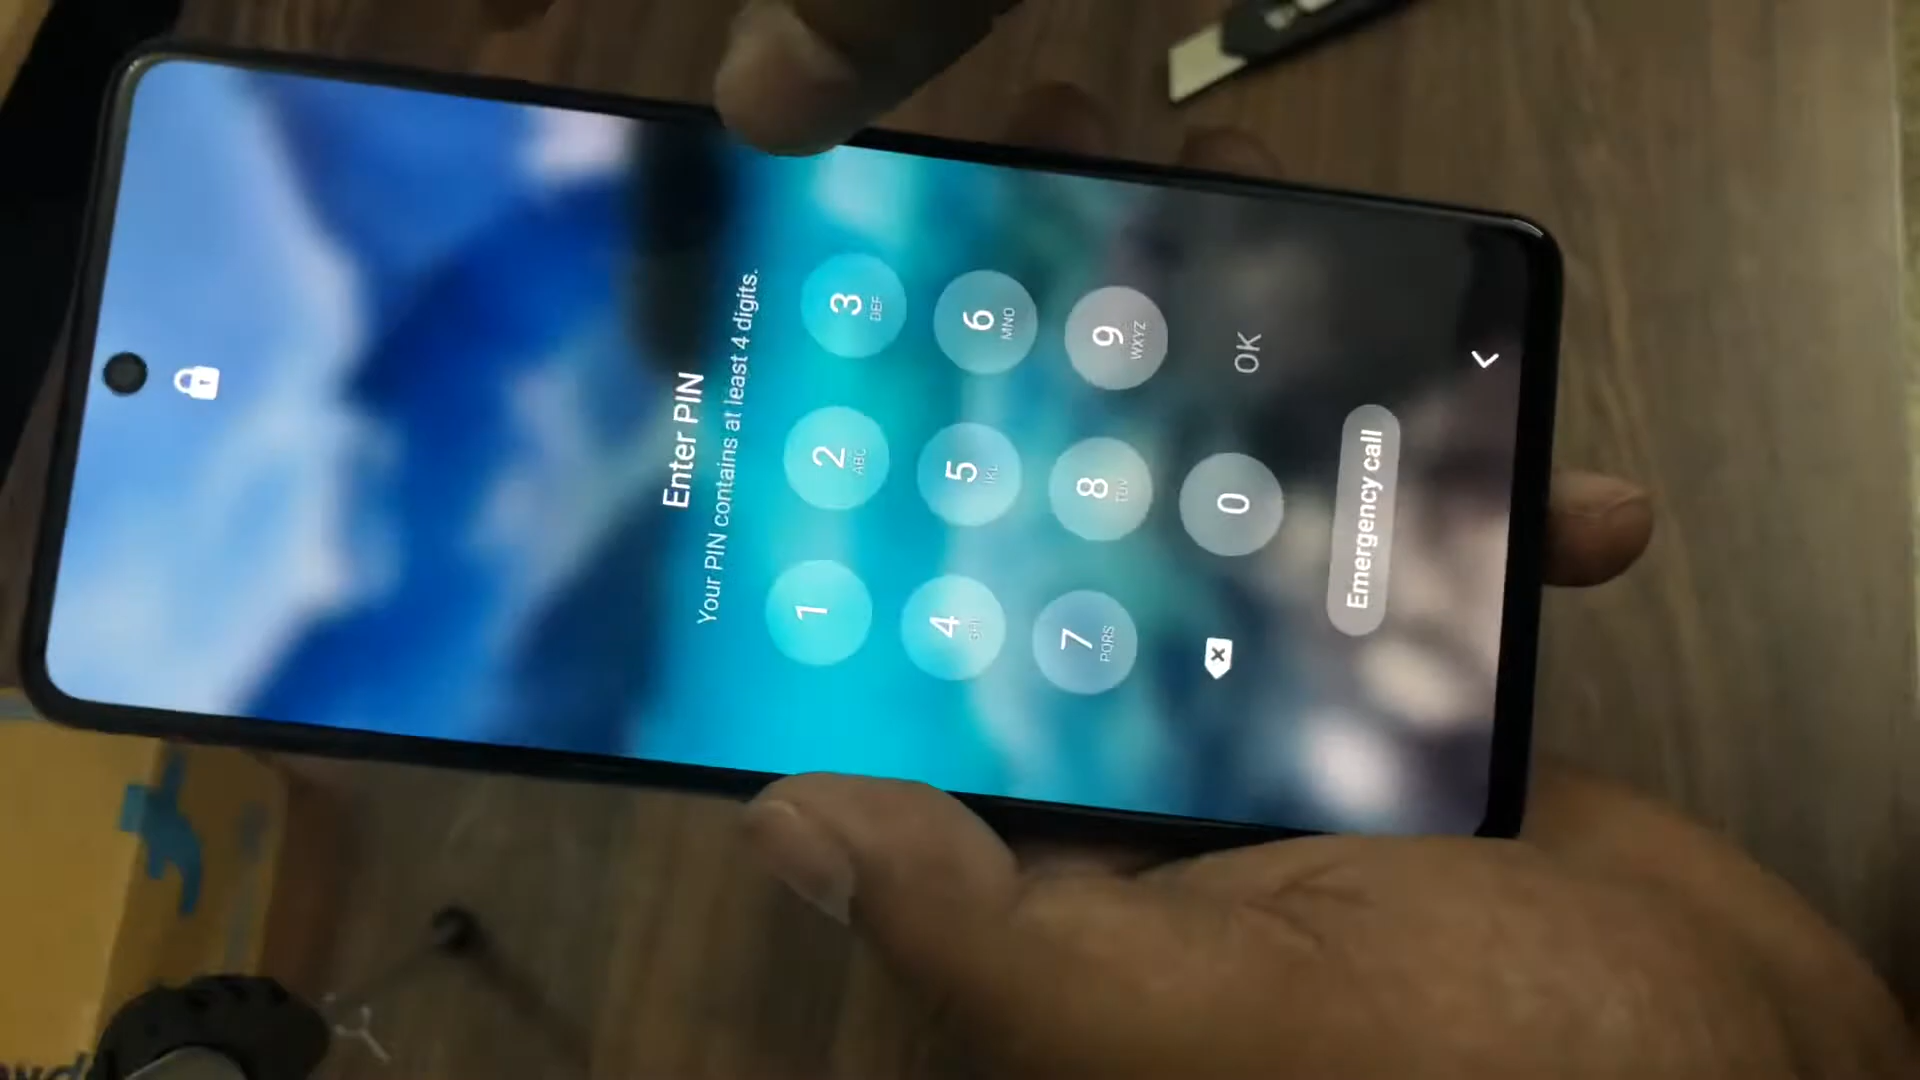 Enter PIN
Your PIN contains at least 4 digits.
1 2 ABC 3 DEF
4 GHI 5 JKL 6 MNO
7 PQRS 8 TUV 9 WXYZ
0 OK
Emergency call